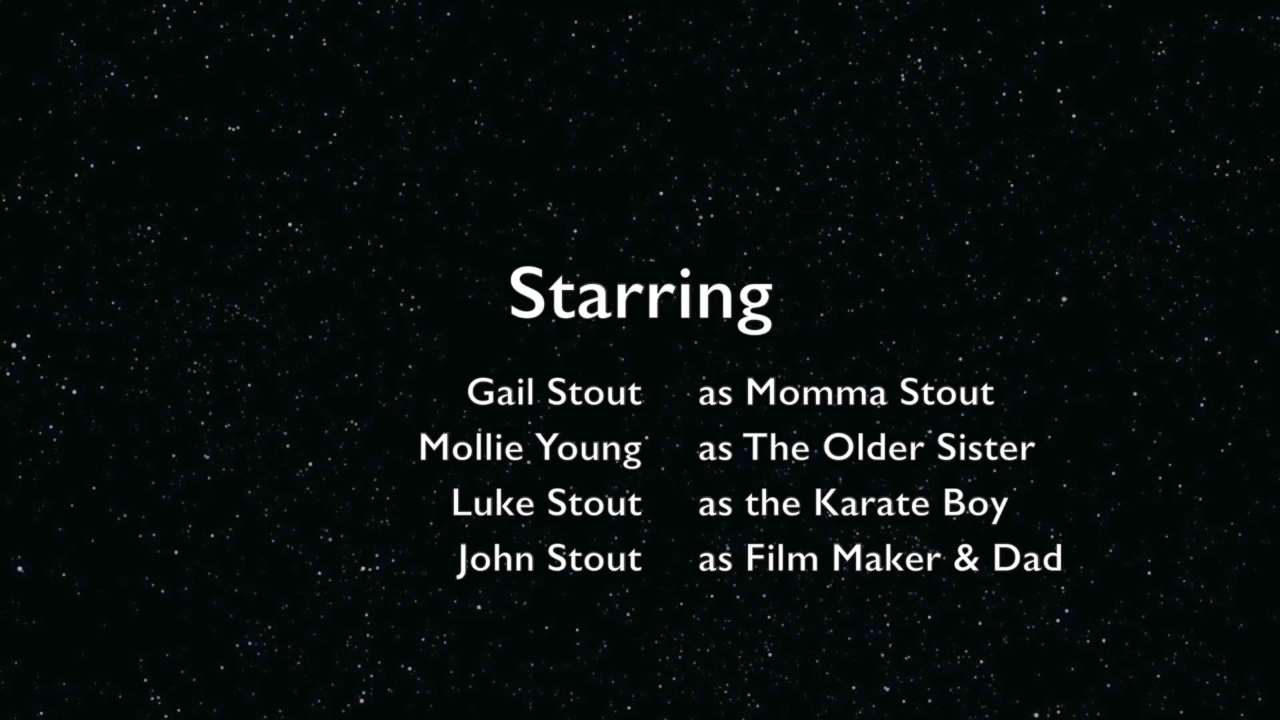 Starring
Gail Stout as Momma Stout
Mollie Young as The Older Sister
Luke Stout as the Karate Boy
John Stout as Film Maker & Dad